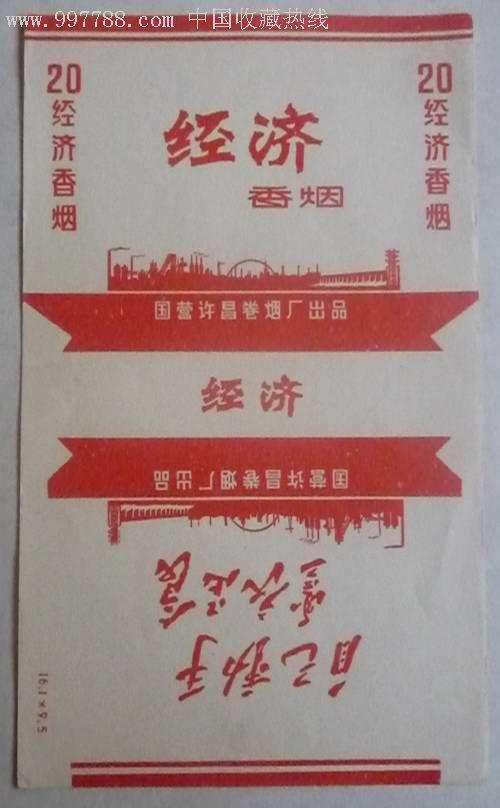 www.997788.com 中国收藏热线
20
经济香烟
20
经济香烟
经济
香烟
国营许昌卷烟厂出品
经济
国营许昌卷烟厂出品
自己动手
丰衣足食
16.1×9.5